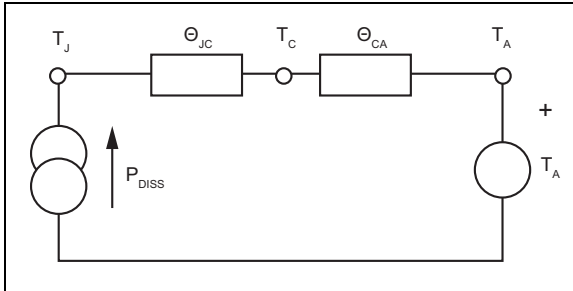 T_J Θ_JC T_C Θ_CA T_A
+
P_DISS T_A